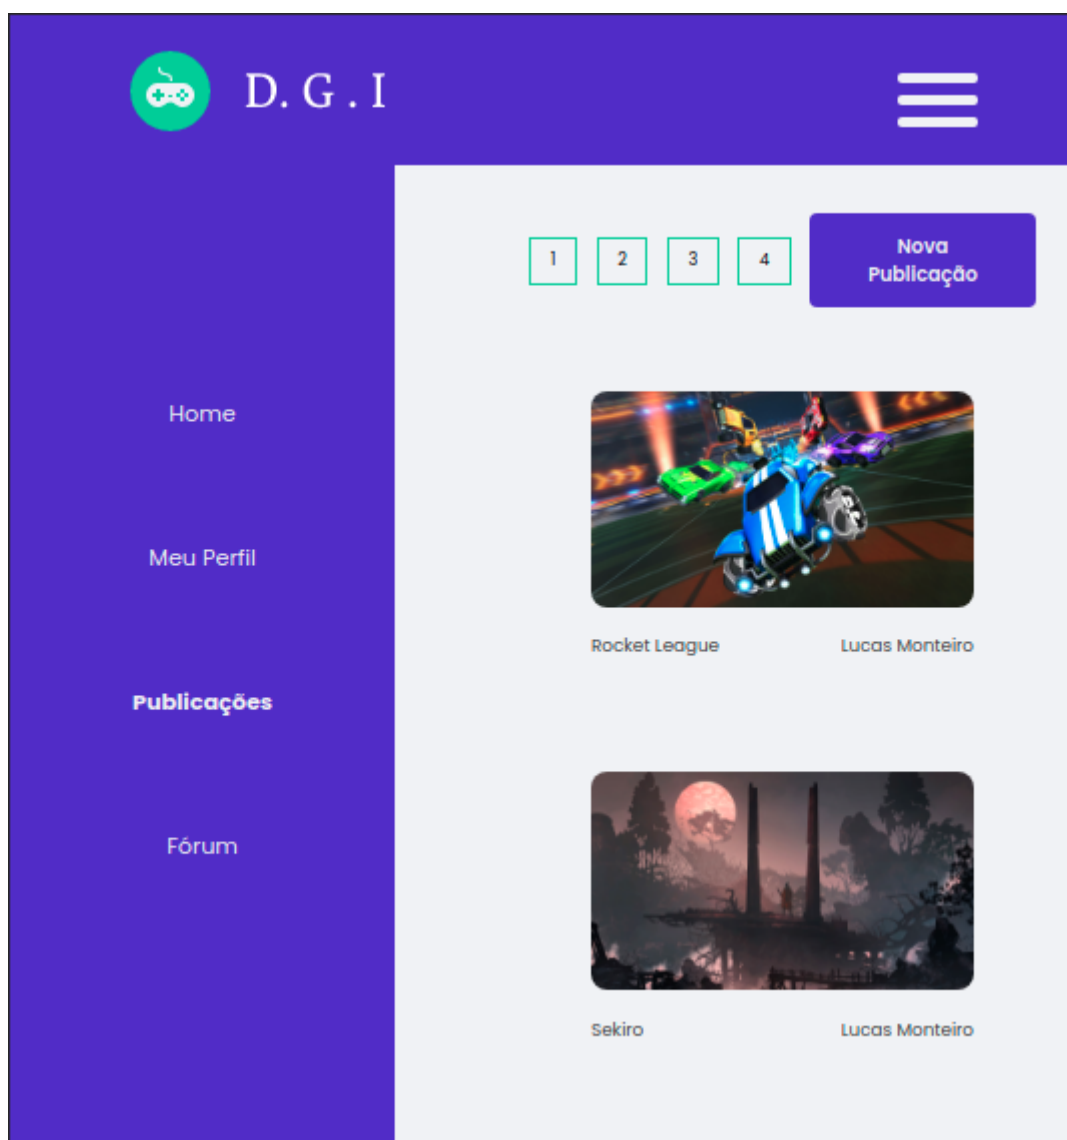 D. G . I
Home
Meu Perfil
Publicações
Fórum
1 2 3 4
Nova
Publicação
Rocket League Lucas Monteiro
Sekiro Lucas Monteiro